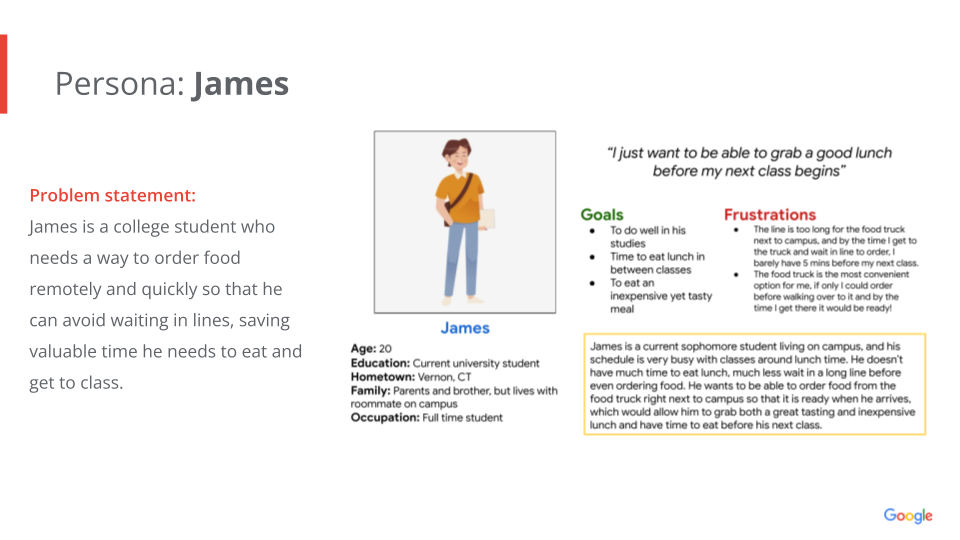 Persona: James
Problem statement:
James is a college student who
needs a way to order food
remotely and quickly so that he
can avoid waiting in lines, saving
valuable time he needs to eat and
get to class.
James
Age: 20
Education: Current university student
Hometown: Vernon, CT
Family: Parents and brother, but lives with
roommate on campus
Occupation: Full time student
“I just want to be able to grab a good lunch
before my next class begins”
Goals
● To do well in his
studies
● Time to eat lunch in
between classes
● To eat an
inexpensive yet tasty
meal
Frustrations
● The line is too long for the food truck
next to campus, and by the time I get to
the truck and wait in line to order, I
barely have 5 mins before my next class.
● The food truck is the most convenient
option for me, if only I could order
before walking over to it and by the
time I get there it would be ready!
James is a current sophomore student living on campus, and his
schedule is very busy with classes around lunch time. He doesn’t
have much time to eat lunch, much less wait in a long line before
even ordering food. He wants to be able to order food from the
food truck right next to campus so that it is ready when he arrives,
which would allow him to grab both a great tasting and inexpensive
lunch and have time to eat before his next class.
Google